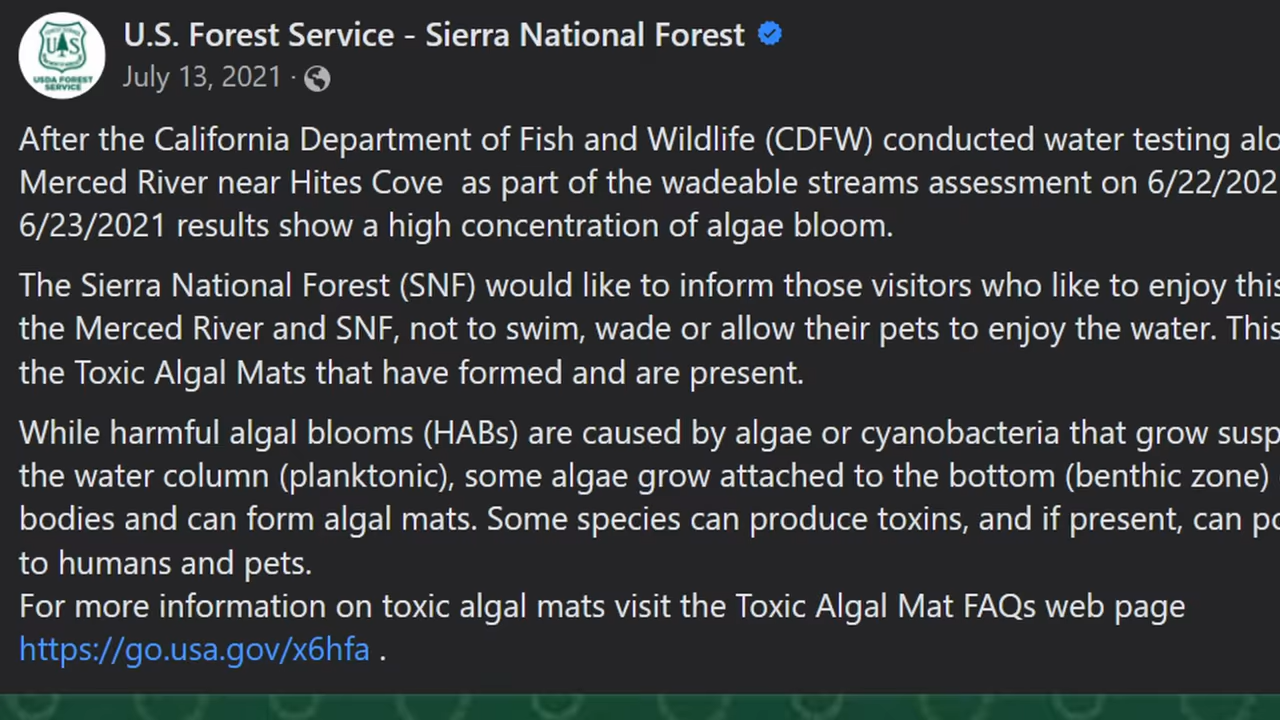 U.S. Forest Service - Sierra National Forest
July 13, 2021 ·
US
USDA FOREST
SERVICE
After the California Department of Fish and Wildlife (CDFW) conducted water testing alo
Merced River near Hites Cove as part of the wadeable streams assessment on 6/22/202
6/23/2021 results show a high concentration of algae bloom.
The Sierra National Forest (SNF) would like to inform those visitors who like to enjoy this
the Merced River and SNF, not to swim, wade or allow their pets to enjoy the water. This
the Toxic Algal Mats that have formed and are present.
While harmful algal blooms (HABs) are caused by algae or cyanobacteria that grow susp
the water column (planktonic), some algae grow attached to the bottom (benthic zone)
bodies and can form algal mats. Some species can produce toxins, and if present, can po
to humans and pets.
For more information on toxic algal mats visit the Toxic Algal Mat FAQs web page
https://go.usa.gov/x6hfa .